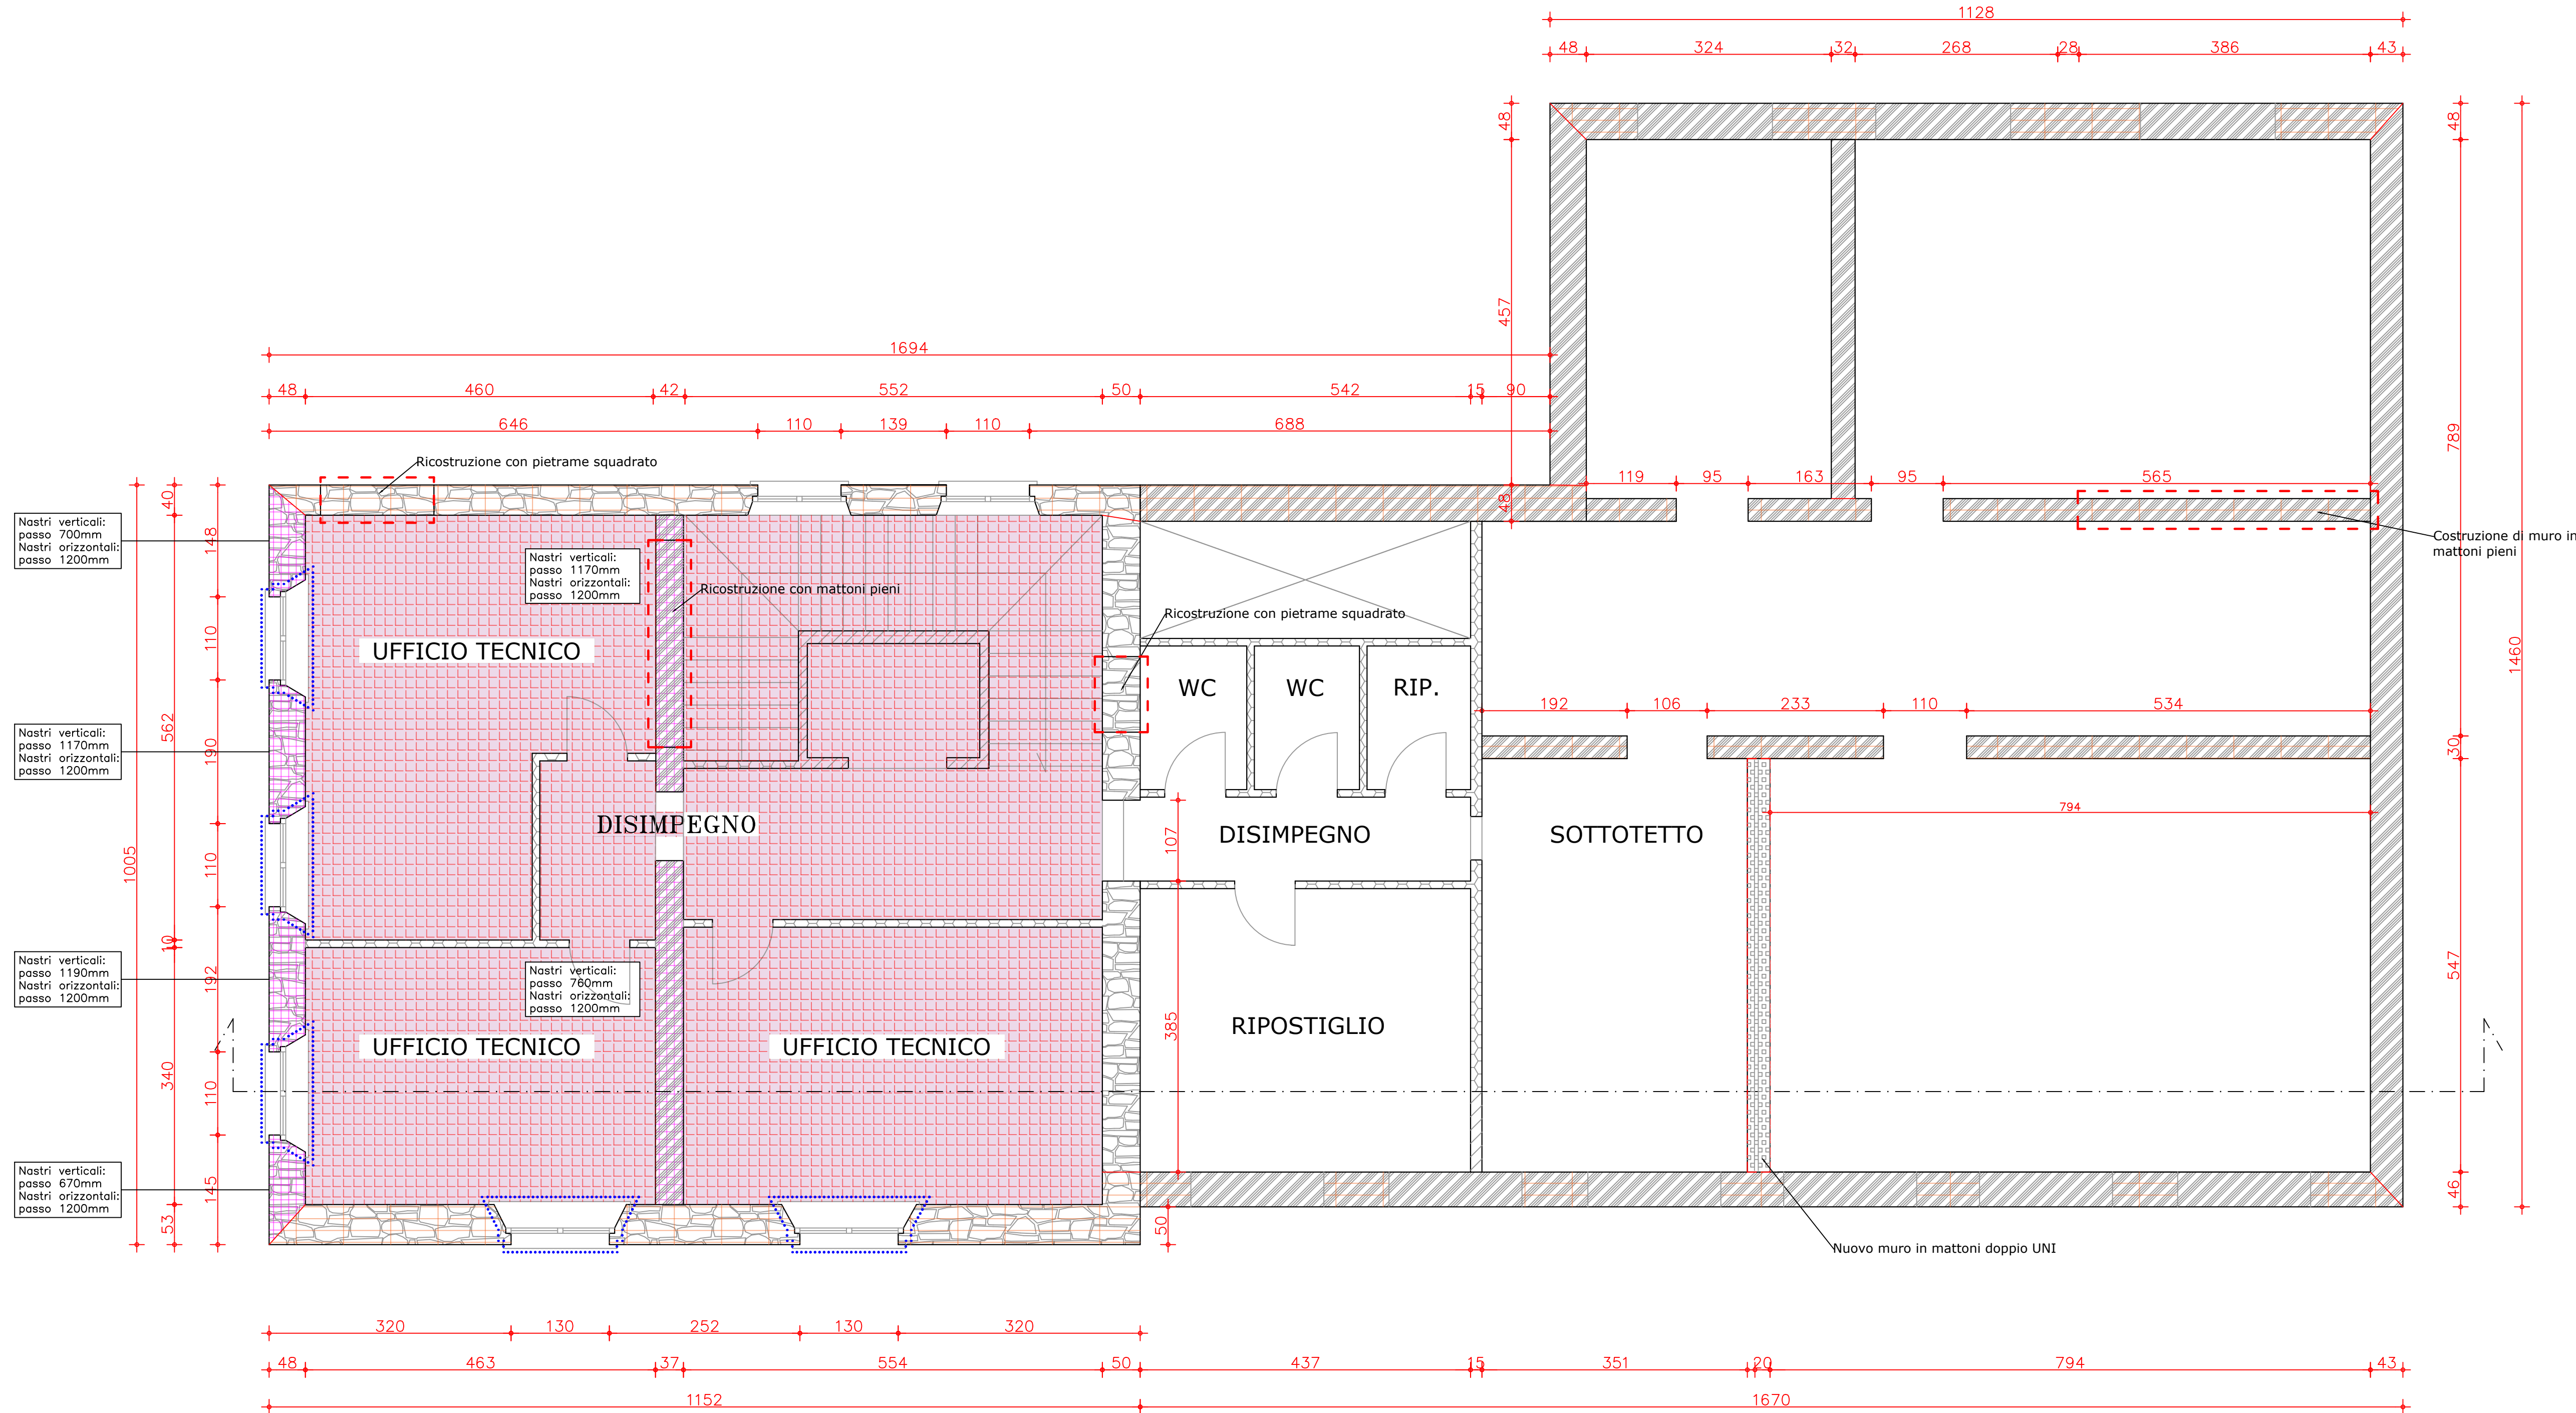 1128
48 324 32 268 28 386 43
48
48
457
789
1460
1694
48 460 42 552 50 542 15 90
646 110 139 110 688
Ricostruzione con pietrame squadrato
119 95 163 95 565
48
Costruzione di muro in
mattoni pieni
40
148
Nastri verticali:
passo 700mm
Nastri orizzontali:
passo 1200mm
Nastri verticali:
passo 1170mm
Nastri orizzontali:
passo 1200mm
Ricostruzione con mattoni pieni
Ricostruzione con pietrame squadrato
110
UFFICIO TECNICO
WC
WC
RIP.
192 106 233 110 534
562
190
30
Nastri verticali:
passo 1170mm
Nastri orizzontali:
passo 1200mm
794
DISIMPEGNO
DISIMPEGNO
SOTTOTETTO
107
1005
110
10
192
547
Nastri verticali:
passo 1190mm
Nastri orizzontali:
passo 1200mm
Nastri verticali:
passo 760mm
Nastri orizzontali:
passo 1200mm
385
RIPOSTIGLIO
UFFICIO TECNICO
UFFICIO TECNICO
340
110
145
Nastri verticali:
passo 670mm
Nastri orizzontali:
passo 1200mm
46
53
50
Nuovo muro in mattoni doppio UNI
320 130 252 130 320
48 463 37 554 50 437 15 351 20 794 43
1152 1670